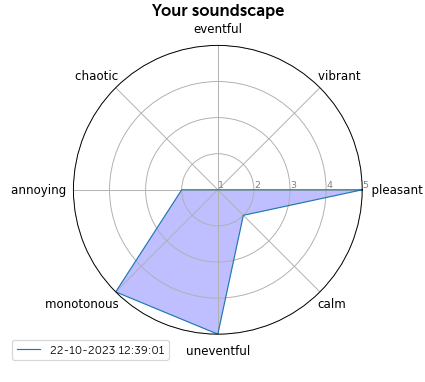 Your soundscape
eventful
chaotic
vibrant
annoying
1
2
3
4
5
pleasant
monotonous
calm
uneventful
22-10-2023 12:39:01